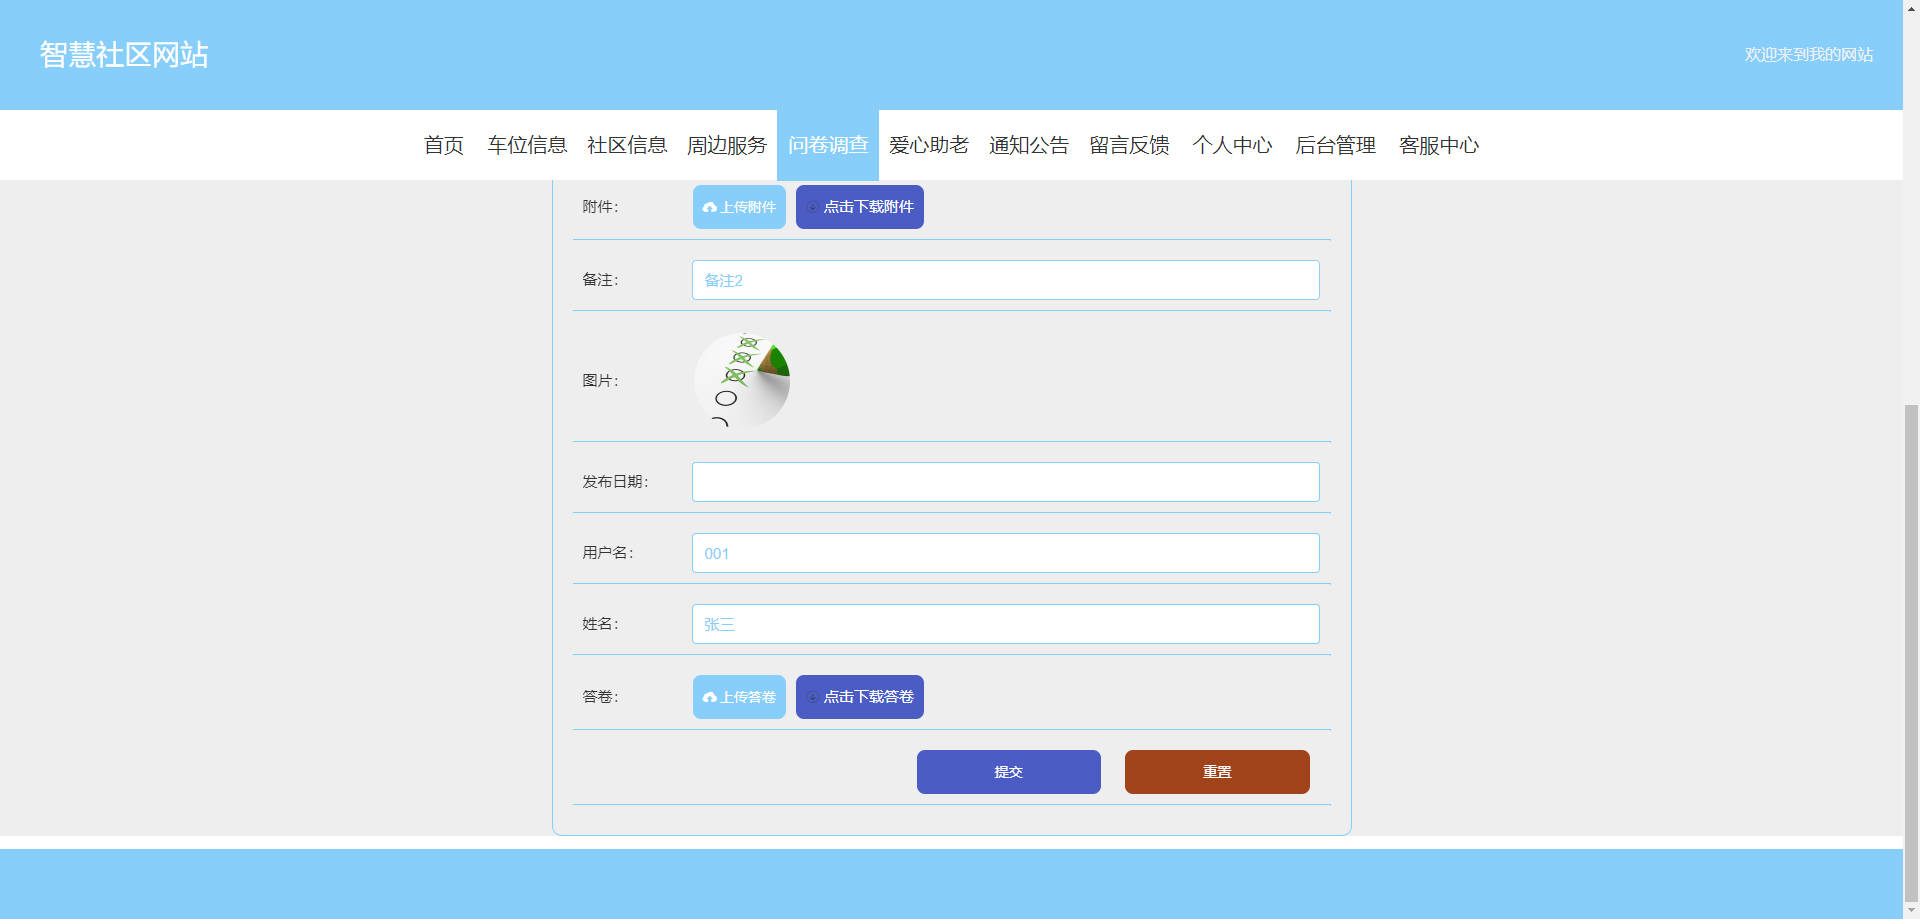 智慧社区网站
欢迎来到我的网站
首页 车位信息 社区信息 周边服务 问卷调查 爱心助老 通知公告 留言反馈 个人中心 后台管理 客服中心
附件： 上传附件 点击下载附件
备注： 备注2
图片：
发布日期：
用户名： 001
姓名： 张三
答卷： 上传答卷 点击下载答卷
提交 重置